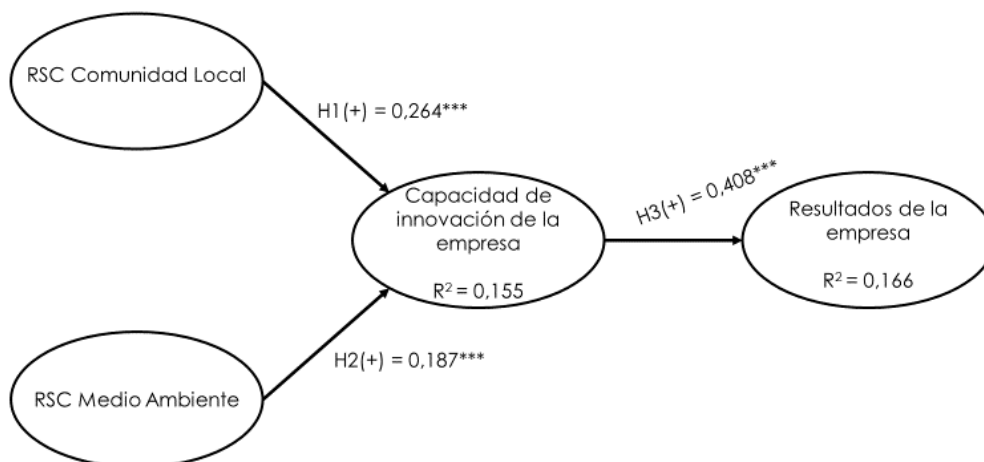 RSC Comunidad Local
H1(+) = 0,264***
Capacidad de
innovación de la
empresa
R² = 0,155
H3(+) = 0,408***
Resultados de la
empresa
R² = 0,166
H2(+) = 0,187***
RSC Medio Ambiente